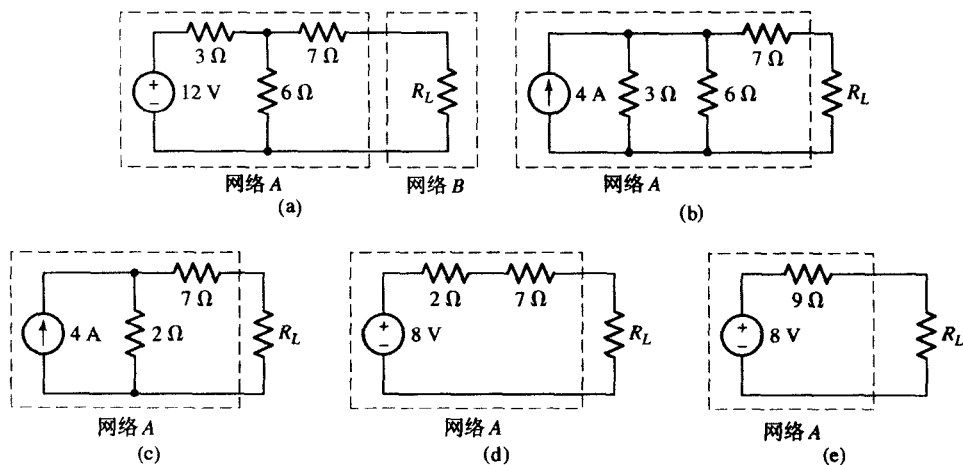 3 Ω
7 Ω
+
−
12 V
6 Ω
R_L
网络 A
网络 B
(a)
4 A
3 Ω
6 Ω
7 Ω
R_L
网络 A
(b)
7 Ω
4 A
2 Ω
R_L
网络 A
(c)
2 Ω
7 Ω
+
−
8 V
R_L
网络 A
(d)
9 Ω
+
−
8 V
R_L
网络 A
(e)